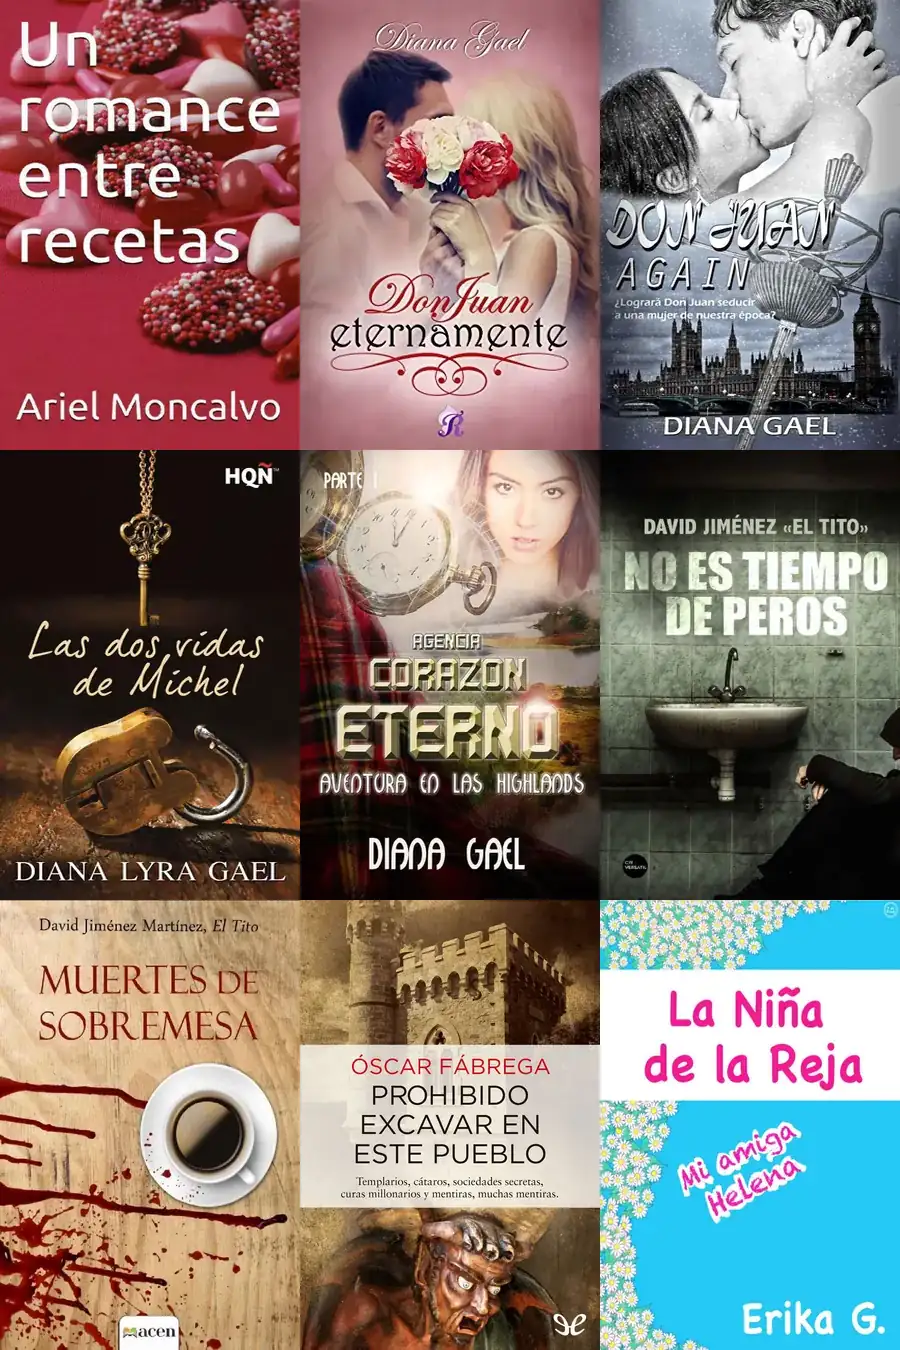 Un
romance
entre
recetas
Ariel Moncalvo
Diana Gael
Don Juan
eternamente
R
DON JUAN
AGAIN
¿Logrará Don Juan seducir
a una mujer de nuestra época?
DIANA GAEL
HQÑ™
Las dos vidas
de Michel
DIANA LYRA GAEL
PARTE I
AGENCIA
CORAZON
ETERNO
AVENTURA EN LAS HIGHLANDS
DIANA GAEL
DAVID JIMÉNEZ «EL TITO»
NO ES TIEMPO
DE PEROS
David Jiménez Martínez, El Tito
MUERTES DE
SOBREMESA
macen
ÓSCAR FÁBREGA
PROHIBIDO
EXCAVAR EN
ESTE PUEBLO
Templarios, cátaros, sociedades secretas,
curas millonarios y mentiras, muchas mentiras.
La Niña
de la Reja
Mi amiga
Helena
Erika G.